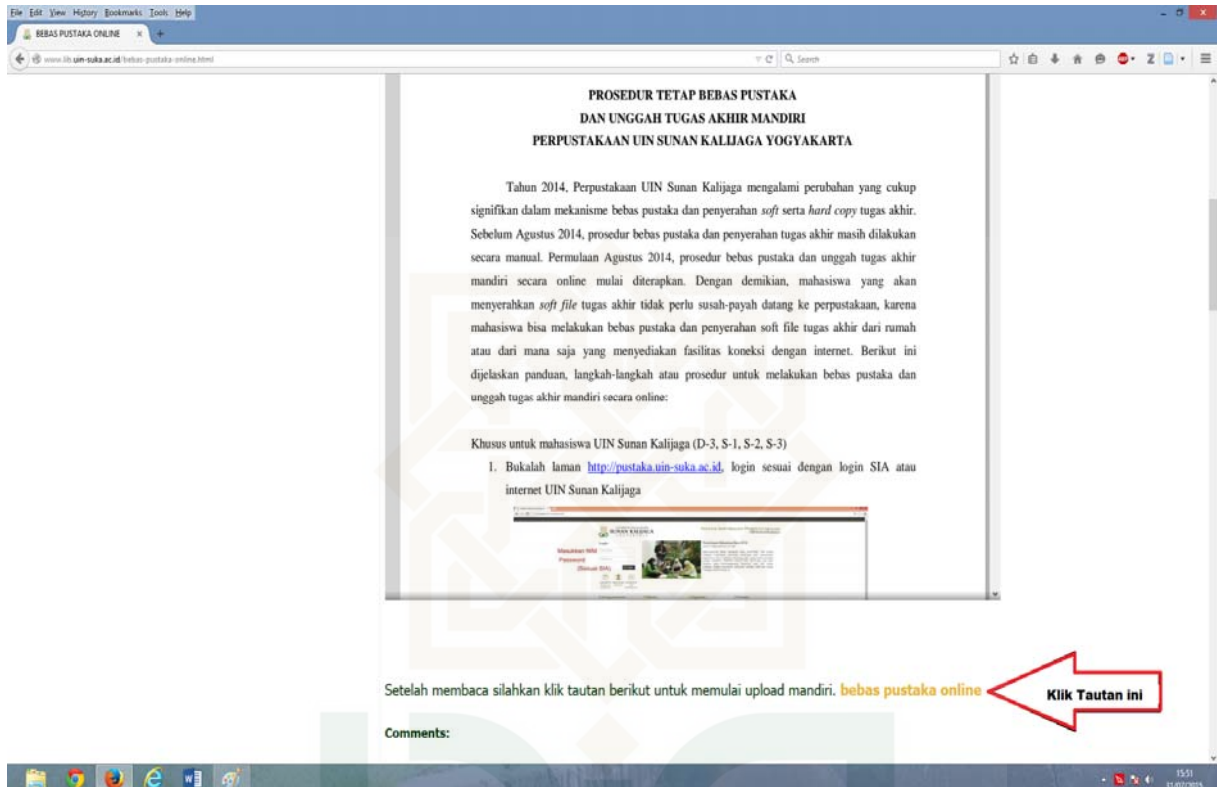 File Edit View History Bookmarks Tools Help
BEBAS PUSTAKA ONLINE
www.lib.uin-suka.ac.id/bebas-pustaka-online.html
Search
PROSEDUR TETAP BEBAS PUSTAKA
DAN UNGGAH TUGAS AKHIR MANDIRI
PERPUSTAKAAN UIN SUNAN KALIJAGA YOGYAKARTA
Tahun 2014, Perpustakaan UIN Sunan Kalijaga mengalami perubahan yang cukup
signifikan dalam mekanisme bebas pustaka dan penyerahan soft serta hard copy tugas akhir.
Sebelum Agustus 2014, prosedur bebas pustaka dan penyerahan tugas akhir masih dilakukan
secara manual. Permulaan Agustus 2014, prosedur bebas pustaka dan unggah tugas akhir
mandiri secara online mulai diterapkan. Dengan demikian, mahasiswa yang akan
menyerahkan soft file tugas akhir tidak perlu susah-payah datang ke perpustakaan, karena
mahasiswa bisa melakukan bebas pustaka dan penyerahan soft file tugas akhir dari rumah
atau dari mana saja yang menyediakan fasilitas koneksi dengan internet. Berikut ini
dijelaskan panduan, langkah-langkah atau prosedur untuk melakukan bebas pustaka dan
unggah tugas akhir mandiri secara online:
Khusus untuk mahasiswa UIN Sunan Kalijaga (D-3, S-1, S-2, S-3)
1. Bukalah laman http://pustaka.uin-suka.ac.id, login sesuai dengan login SIA atau
internet UIN Sunan Kalijaga
SUNAN KALIJAGA
Masukkan NIM
Password
(Sesuai SIA)
Setelah membaca silahkan klik tautan berikut untuk memulai upload mandiri. bebas pustaka online
Klik Tautan ini
Comments:
15:51